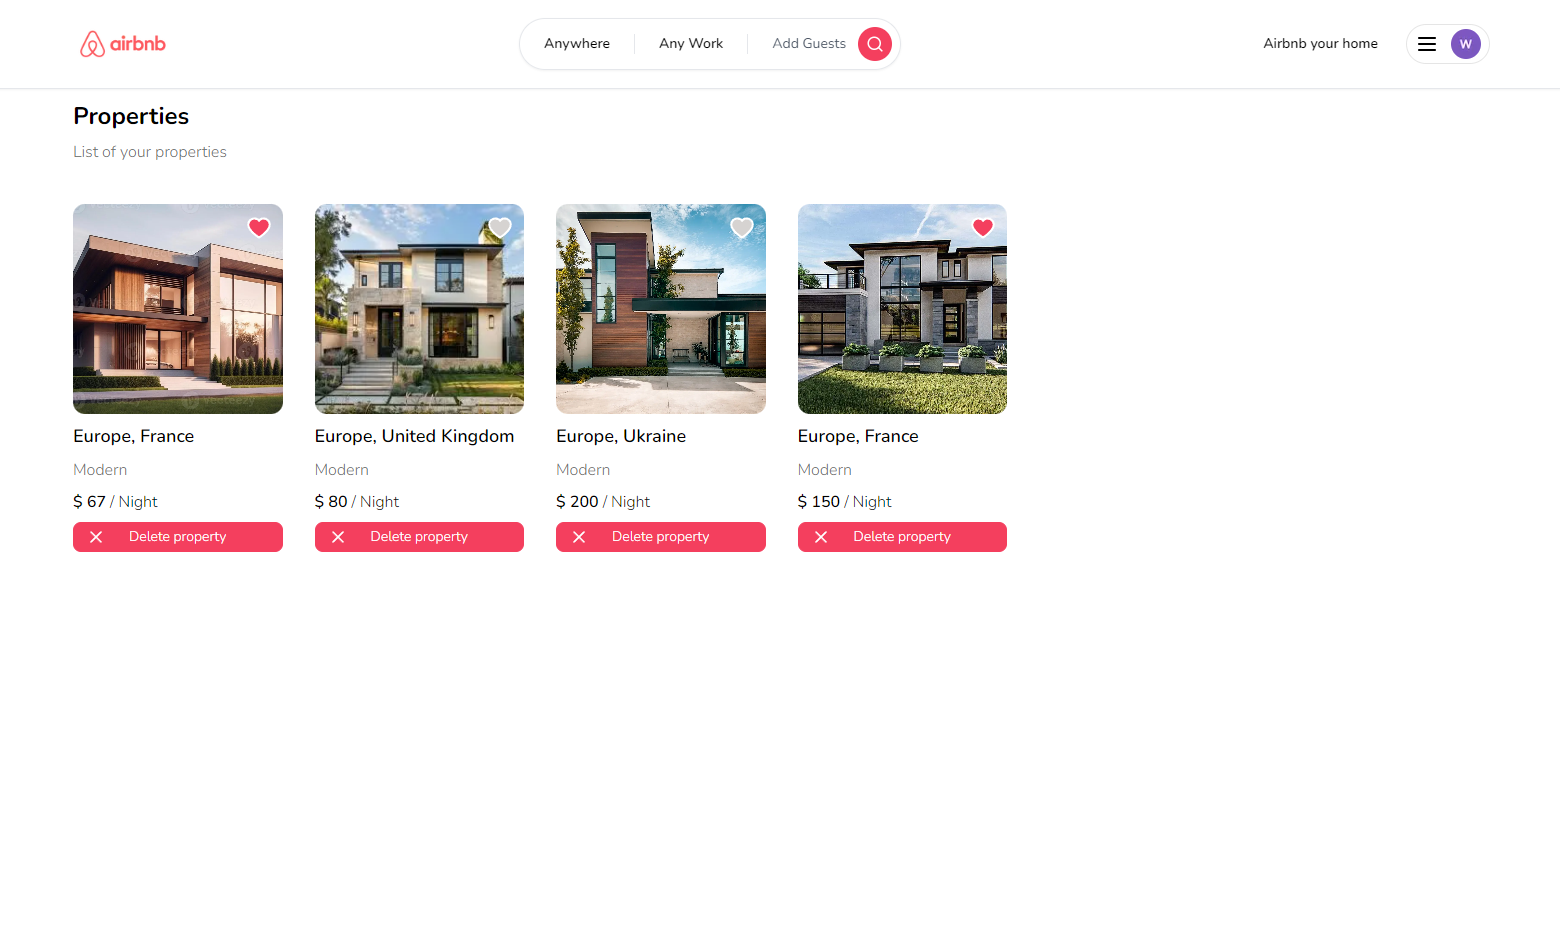 airbnb
Anywhere
Any Work
Add Guests
Airbnb your home
W
Properties
List of your properties
Europe, France
Modern
$ 67 / Night
Delete property
Europe, United Kingdom
Modern
$ 80 / Night
Delete property
Europe, Ukraine
Modern
$ 200 / Night
Delete property
Europe, France
Modern
$ 150 / Night
Delete property